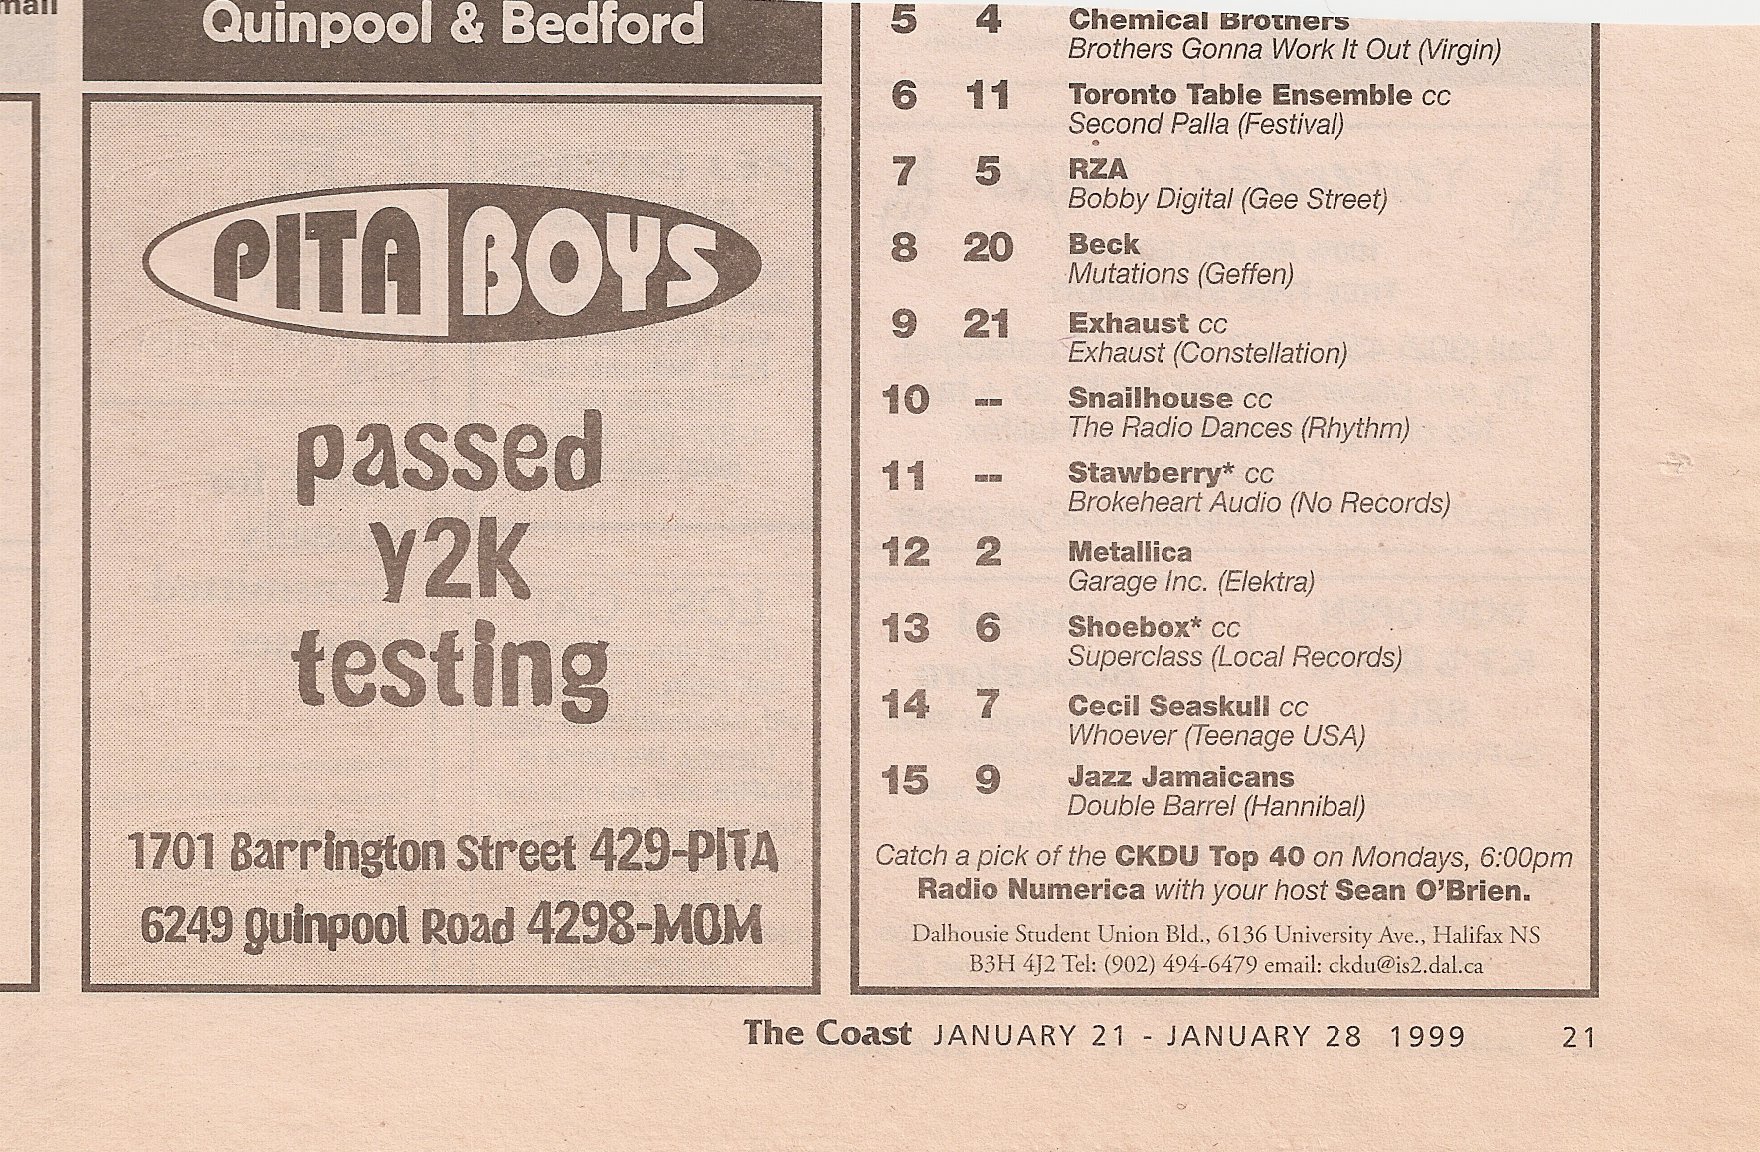 mail
Quinpool & Bedford
PITA BOYS
passed
y2K
testing
1701 Barrington Street 429-PITA
6249 Quinpool Road 4298-MOM
5 4 Chemical Brothers
Brothers Gonna Work It Out (Virgin)
6 11 Toronto Table Ensemble cc
Second Palla (Festival)
7 5 RZA
Bobby Digital (Gee Street)
8 20 Beck
Mutations (Geffen)
9 21 Exhaust cc
Exhaust (Constellation)
10 -- Snailhouse cc
The Radio Dances (Rhythm)
11 -- Stawberry* cc
Brokeheart Audio (No Records)
12 2 Metallica
Garage Inc. (Elektra)
13 6 Shoebox* cc
Superclass (Local Records)
14 7 Cecil Seaskull cc
Whoever (Teenage USA)
15 9 Jazz Jamaicans
Double Barrel (Hannibal)
Catch a pick of the CKDU Top 40 on Mondays, 6:00pm
Radio Numerica with your host Sean O'Brien.
Dalhousie Student Union Bld., 6136 University Ave., Halifax NS
B3H 4J2 Tel: (902) 494-6479 email: ckdu@is2.dal.ca
The Coast JANUARY 21 - JANUARY 28 1999 21